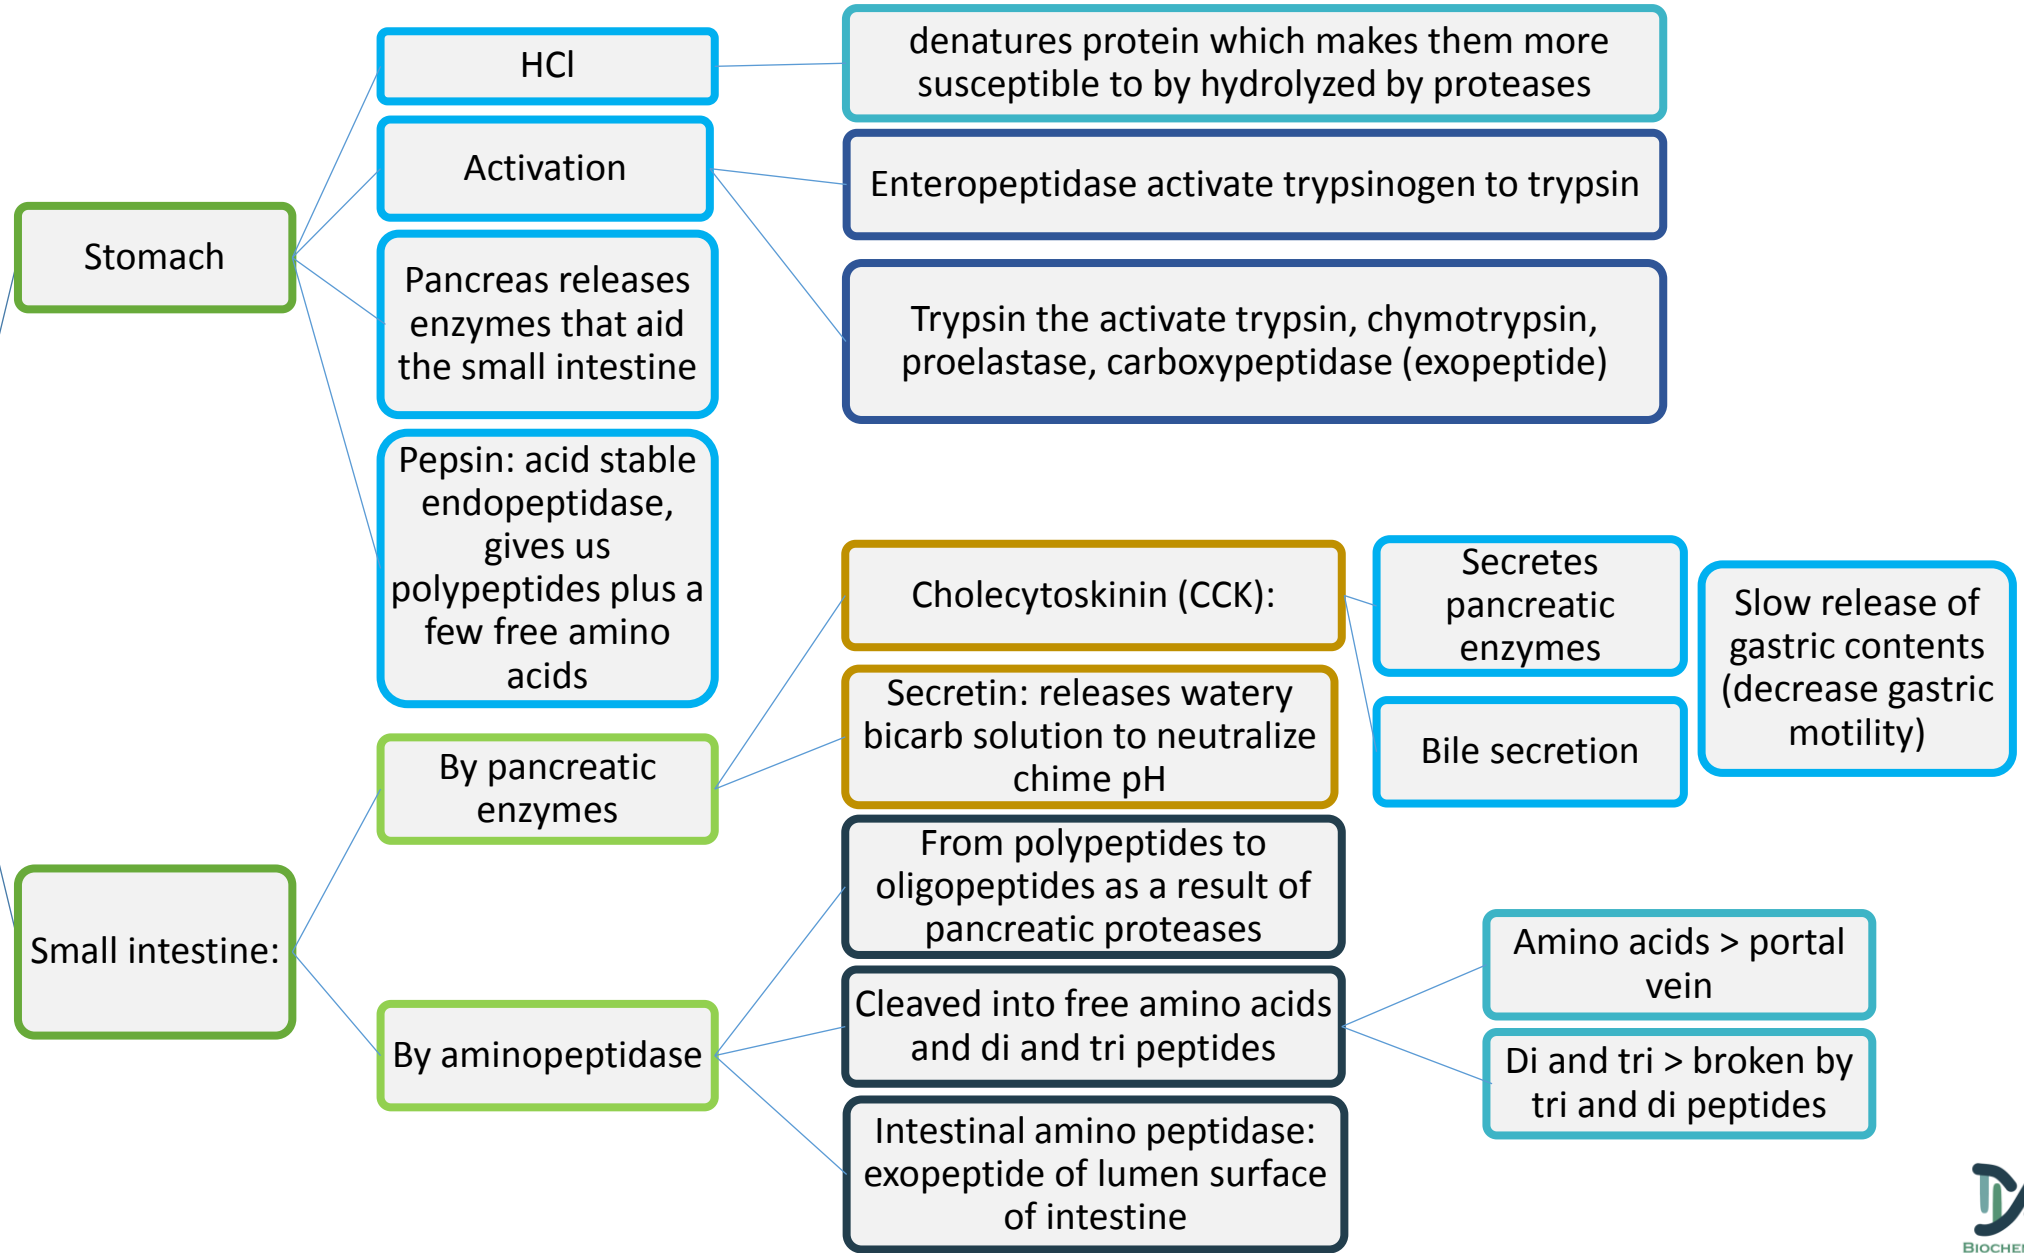 Stomach
HCl
denatures protein which makes them more
susceptible to by hydrolyzed by proteases
Activation
Enteropeptidase activate trypsinogen to trypsin
Trypsin the activate trypsin, chymotrypsin,
proelastase, carboxypeptidase (exopeptide)
Pancreas releases
enzymes that aid
the small intestine
Pepsin: acid stable
endopeptidase,
gives us
polypeptides plus a
few free amino
acids
Small intestine:
By pancreatic
enzymes
Cholecytoskinin (CCK):
Secretes
pancreatic
enzymes
Bile secretion
Slow release of
gastric contents
(decrease gastric
motility)
Secretin: releases watery
bicarb solution to neutralize
chime pH
By aminopeptidase
From polypeptides to
oligopeptides as a result of
pancreatic proteases
Cleaved into free amino acids
and di and tri peptides
Amino acids > portal
vein
Di and tri > broken by
tri and di peptides
Intestinal amino peptidase:
exopeptide of lumen surface
of intestine